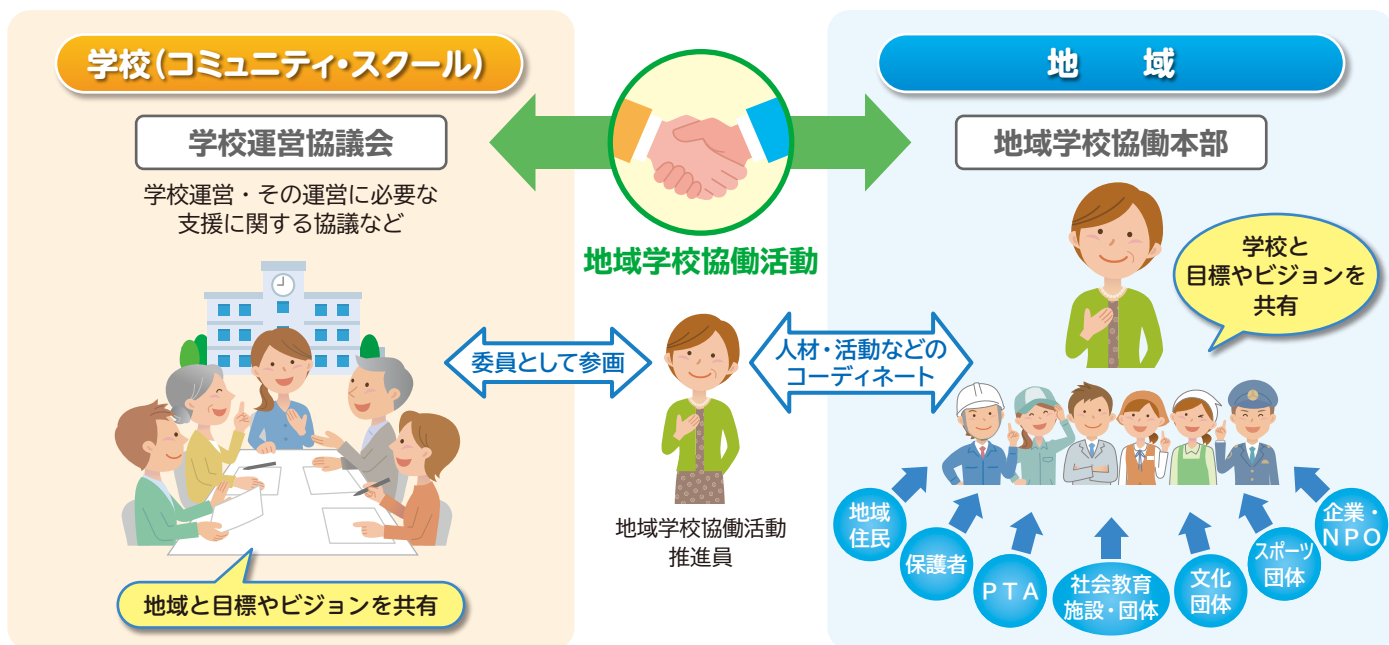 学校(コミュニティ・スクール)
学校運営協議会
学校運営・その運営に必要な
支援に関する協議など
地域と目標やビジョンを共有
地域学校協働活動
委員として参画
人材・活動などの
コーディネート
地域学校協働活動
推進員
地 域
地域学校協働本部
学校と
目標やビジョンを
共有
地域
住民
保護者
PTA
社会教育
施設・団体
文化
団体
スポーツ
団体
企業・
NPO